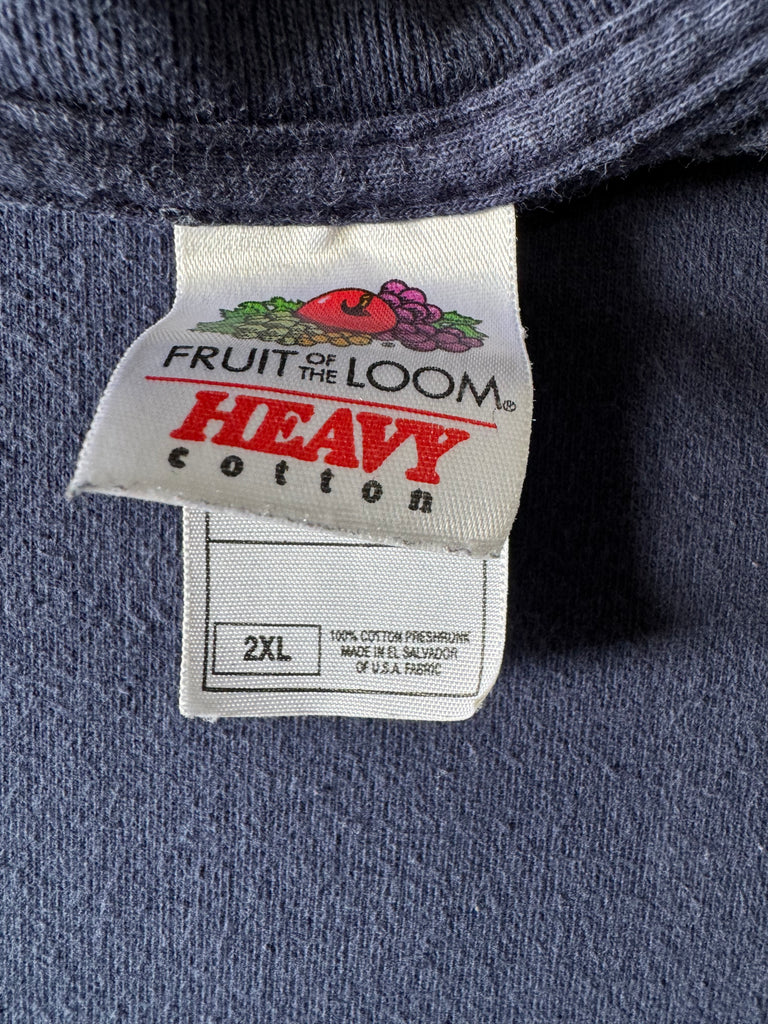 FRUIT OF THE LOOM®
HEAVY
cotton
2XL
100% COTTON PRESHRUNK
MADE IN EL SALVADOR
OF U.S.A. FABRIC